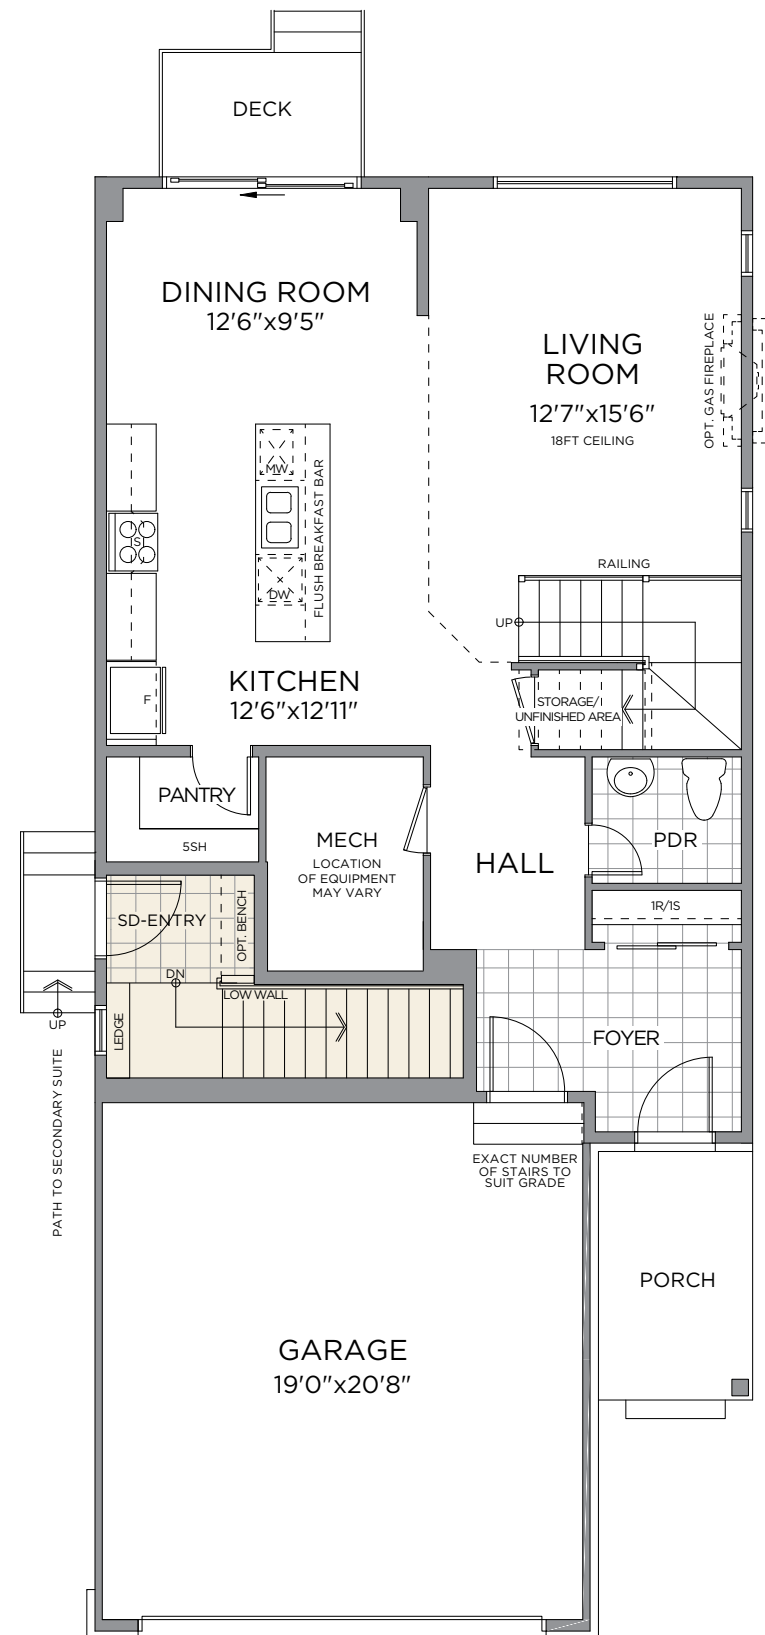 DECK
DINING ROOM
12'6"x9'5"
LIVING
ROOM
12'7"x15'6"
18FT CEILING
OPT. GAS FIREPLACE
MW
S
DW
FLUSH BREAKFAST BAR
RAILING
UP
F
KITCHEN
12'6"x12'11"
STORAGE/
UNFINISHED AREA
PANTRY
5SH
MECH
LOCATION
OF EQUIPMENT
MAY VARY
HALL
PDR
1R/1S
SD-ENTRY
OPT. BENCH
DN
LOW WALL
LEDGE
UP
FOYER
PATH TO SECONDARY SUITE
EXACT NUMBER
OF STAIRS TO
SUIT GRADE
PORCH
GARAGE
19'0"x20'8"